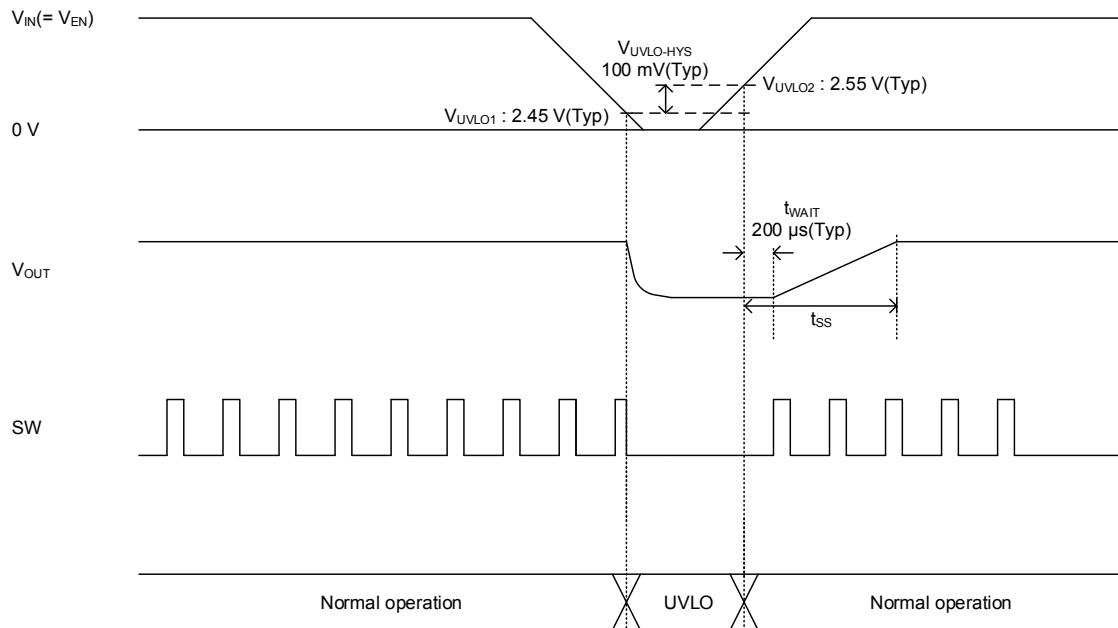 VIN(= VEN)
VUVLO-HYS
100 mV(Typ)
VUVLO2 : 2.55 V(Typ)
VUVLO1 : 2.45 V(Typ)
0 V
tWAIT
200 µs(Typ)
VOUT
tSS
SW
Normal operation
UVLO
Normal operation